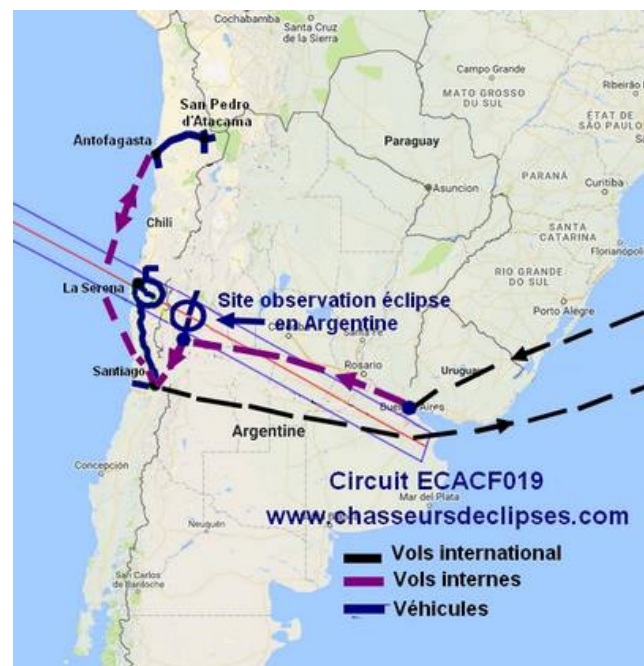 Cochabamba
Santa Cruz
de la Sierra
Campo Grande
Ribeirão
MATO GROSSO
DO SUL
ÉTAT DE
SÃO PAULO
San Pedro
d'Atacama
Antofagasta
Paraguay
Asuncion
PARANÁ
Curitiba
Chili
SANTA
CATARINA
Florianopolis
La Serena
RIO GRANDE
DO SUL
Site observation éclipse
en Argentine
Porto Alegre
Santa Fe
Rosario
Uruguay
Santiago
Buenos Aires
Argentine
Concepción
Circuit ECACF019
Mar del Plata
www.chasseursdeclipses.com
Neuquén
Vols international
Vols internes
Véhicules
San Carlos
de Bariloche